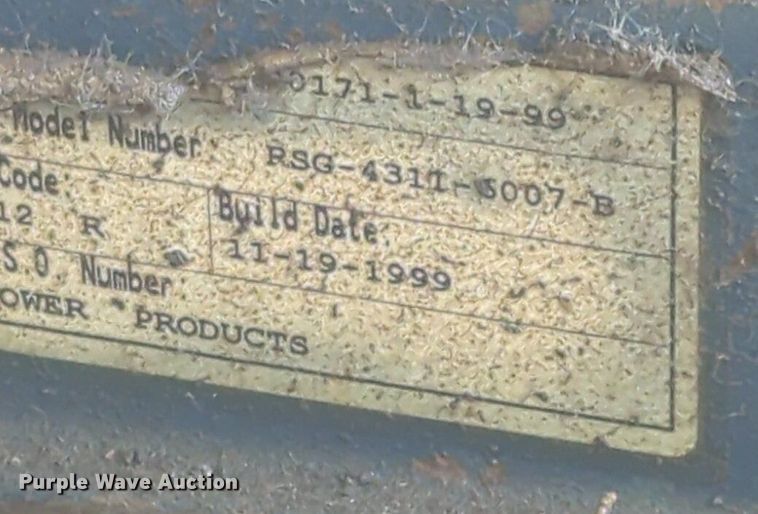 0171-1-19-99
Model Number: RSG-4311-5007-B
Code:
12 R
Build Date:
11-19-1999
S.O. Number
OWER PRODUCTS
Purple Wave Auction